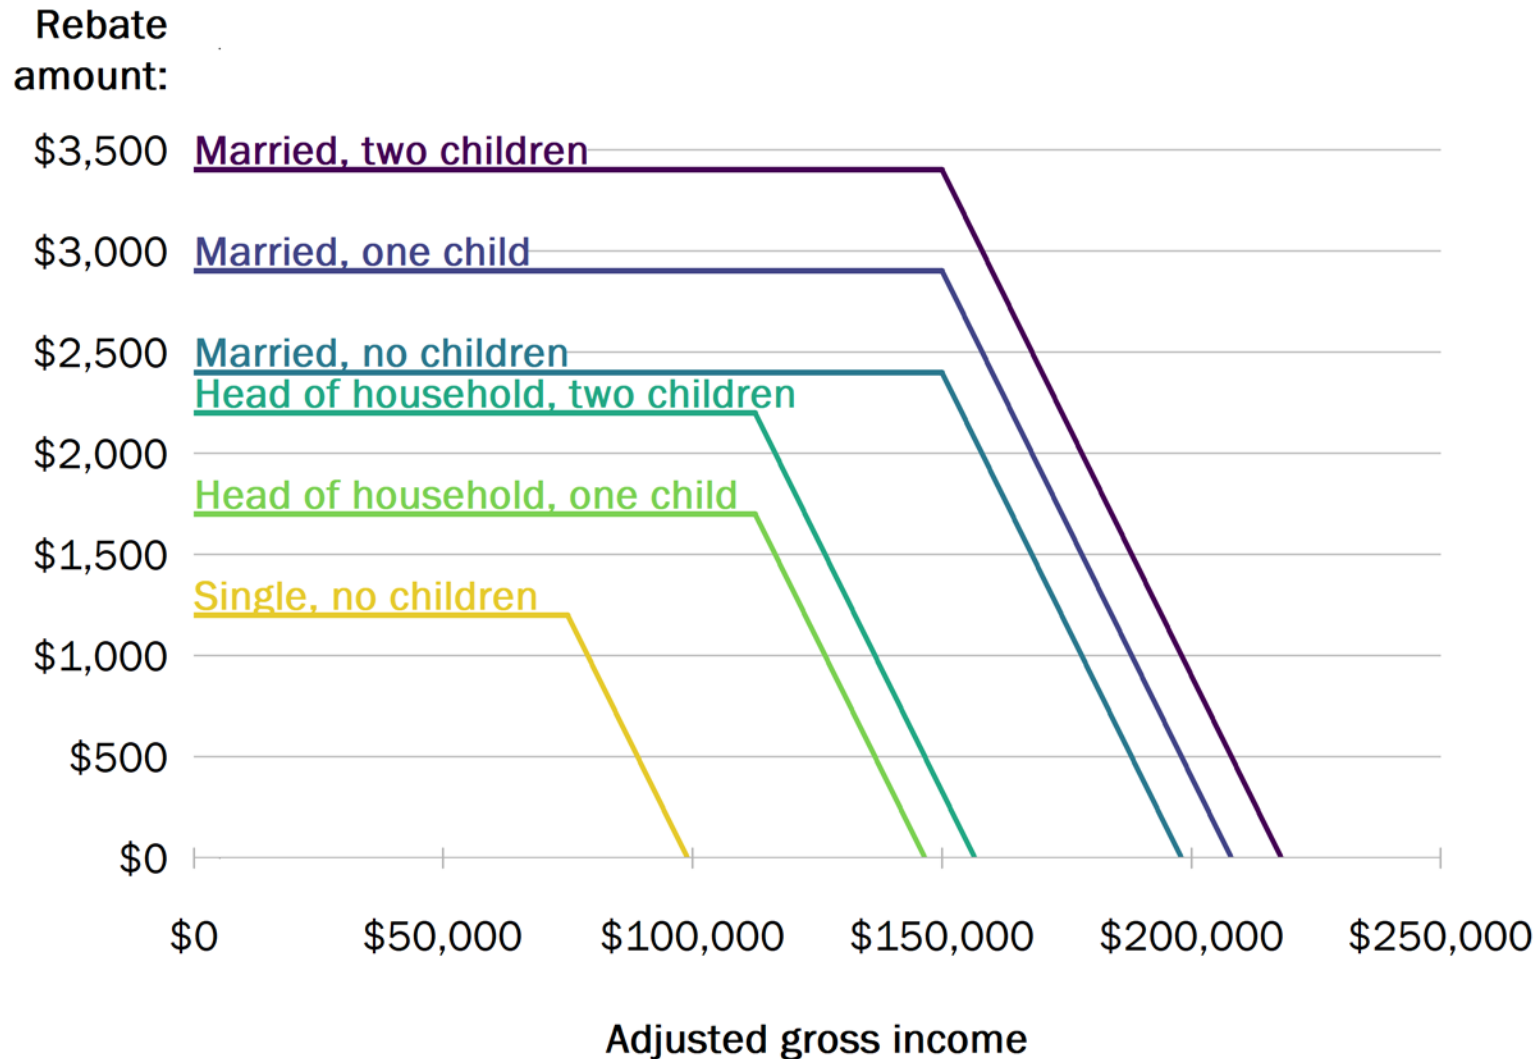 Rebate
amount:
$3,500
Married, two children
$3,000
Married, one child
$2,500
Married, no children
Head of household, two children
$2,000
Head of household, one child
$1,500
Single, no children
$1,000
$500
$0
$0 $50,000 $100,000 $150,000 $200,000 $250,000
Adjusted gross income